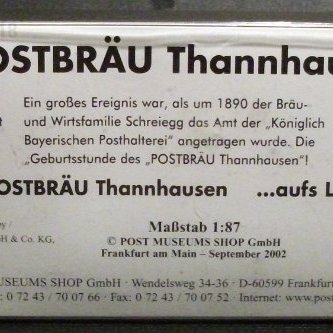 OSTBRÄU Thannhau
Ein großes Ereignis war, als um 1890 der Bräu-
und Wirtsfamilie Schreiegg das Amt der „Königlich
Bayerischen Posthalterei“ angetragen wurde. Die
„Geburtsstunde des „POSTBRÄU Thannhausen“!
OSTBRÄU Thannhausen ...aufs L
Maßstab 1:87
H & Co. KG,
© POST MUSEUMS SHOP GmbH
Frankfurt am Main – September 2002
MUSEUMS SHOP GmbH · Wendelsweg 34-36 · D-60599 Frankfurt
: 0 72 43 / 70 07 66 · Fax: 0 72 43 / 70 07 52 · Internet: www.post